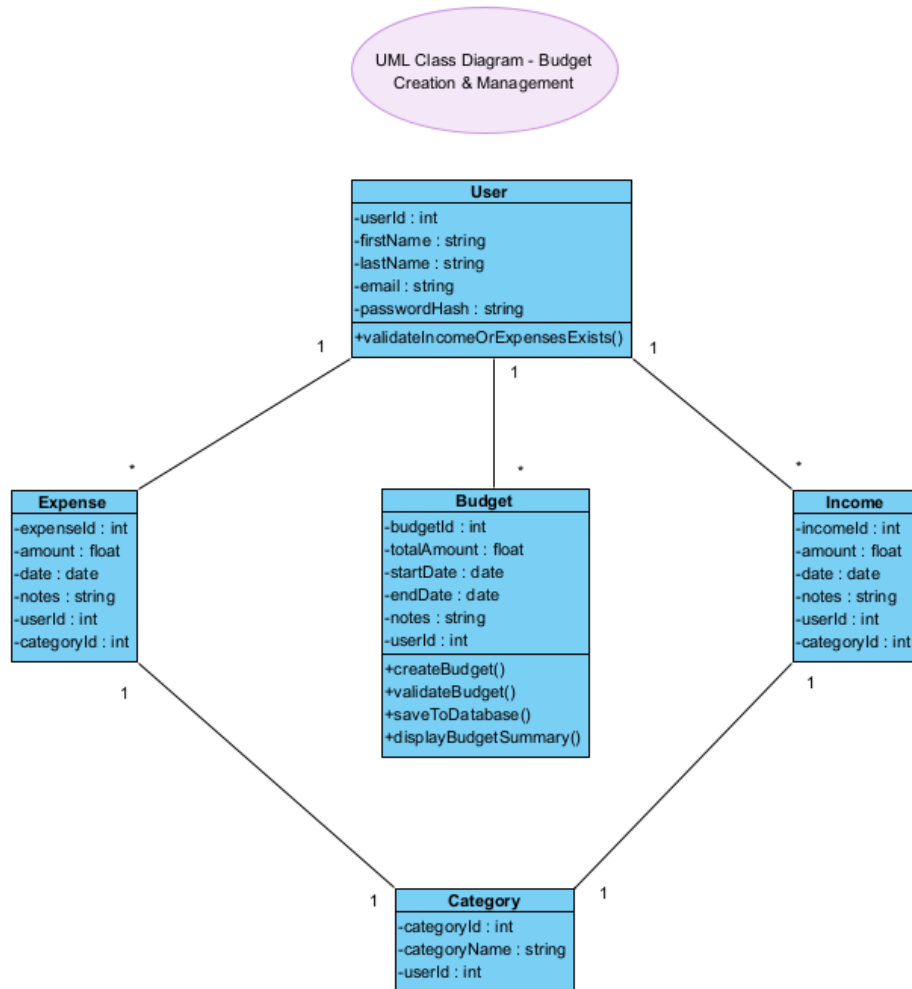 UML Class Diagram - Budget
Creation & Management
User
-userId : int
-firstName : string
-lastName : string
-email : string
-passwordHash : string
+validateIncomeOrExpensesExists()
1
1
1
*
*
*
Expense
-expenseId : int
-amount : float
-date : date
-notes : string
-userId : int
-categoryId : int
Budget
-budgetId : int
-totalAmount : float
-startDate : date
-endDate : date
-notes : string
-userId : int
+createBudget()
+validateBudget()
+saveToDatabase()
+displayBudgetSummary()
Income
-incomeId : int
-amount : float
-date : date
-notes : string
-userId : int
-categoryId : int
1
1
1
1
Category
-categoryId : int
-categoryName : string
-userId : int